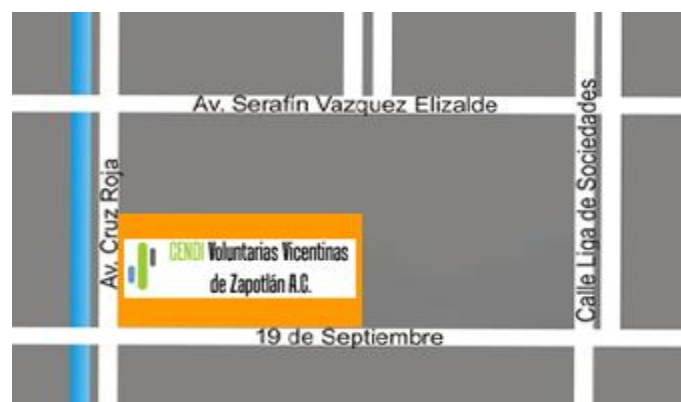 Av. Serafín Vazquez Elizalde
Calle Liga de Sociedades
Av. Cruz Roja
CENDI Voluntarias Vicentinas
de Zapotlán A.C.
19 de Septiembre